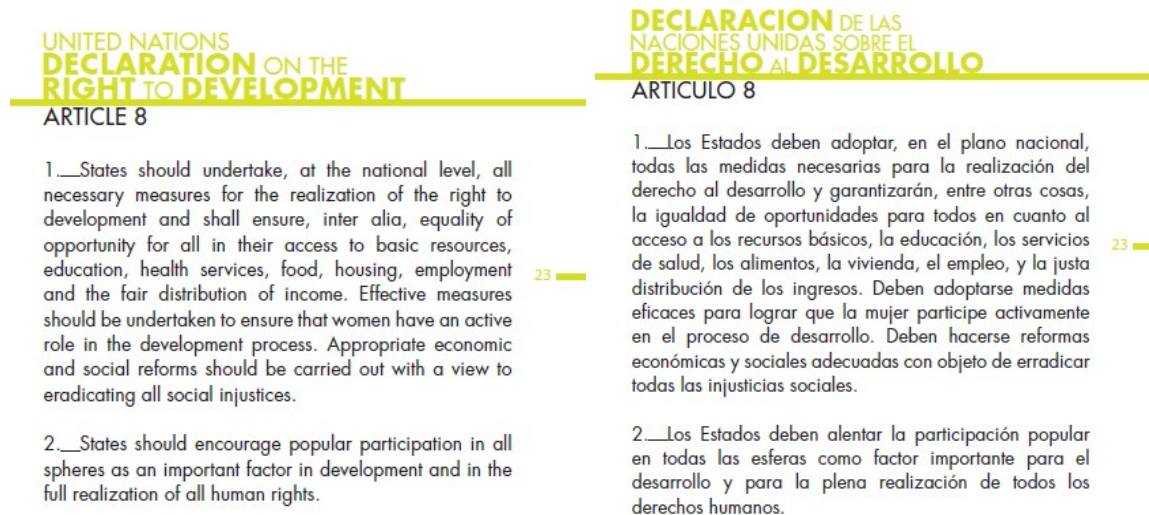 UNITED NATIONS
DECLARATION ON THE
RIGHT TO DEVELOPMENT
ARTICLE 8
1.__States should undertake, at the national level, all
necessary measures for the realization of the right to
development and shall ensure, inter alia, equality of
opportunity for all in their access to basic resources,
education, health services, food, housing, employment
and the fair distribution of income. Effective measures
should be undertaken to ensure that women have an active
role in the development process. Appropriate economic
and social reforms should be carried out with a view to
eradicating all social injustices.
2.__States should encourage popular participation in all
spheres as an important factor in development and in the
full realization of all human rights.
23
DECLARACION DE LAS
NACIONES UNIDAS SOBRE EL
DERECHO AL DESARROLLO
ARTICULO 8
1.__Los Estados deben adoptar, en el plano nacional,
todas las medidas necesarias para la realización del
derecho al desarrollo y garantizarán, entre otras cosas,
la igualdad de oportunidades para todos en cuanto al
acceso a los recursos básicos, la educación, los servicios
de salud, los alimentos, la vivienda, el empleo, y la justa
distribución de los ingresos. Deben adoptarse medidas
eficaces para lograr que la mujer participe activamente
en el proceso de desarrollo. Deben hacerse reformas
económicas y sociales adecuadas con objeto de erradicar
todas las injusticias sociales.
2.__Los Estados deben alentar la participación popular
en todas las esferas como factor importante para el
desarrollo y para la plena realización de todos los
derechos humanos.
23